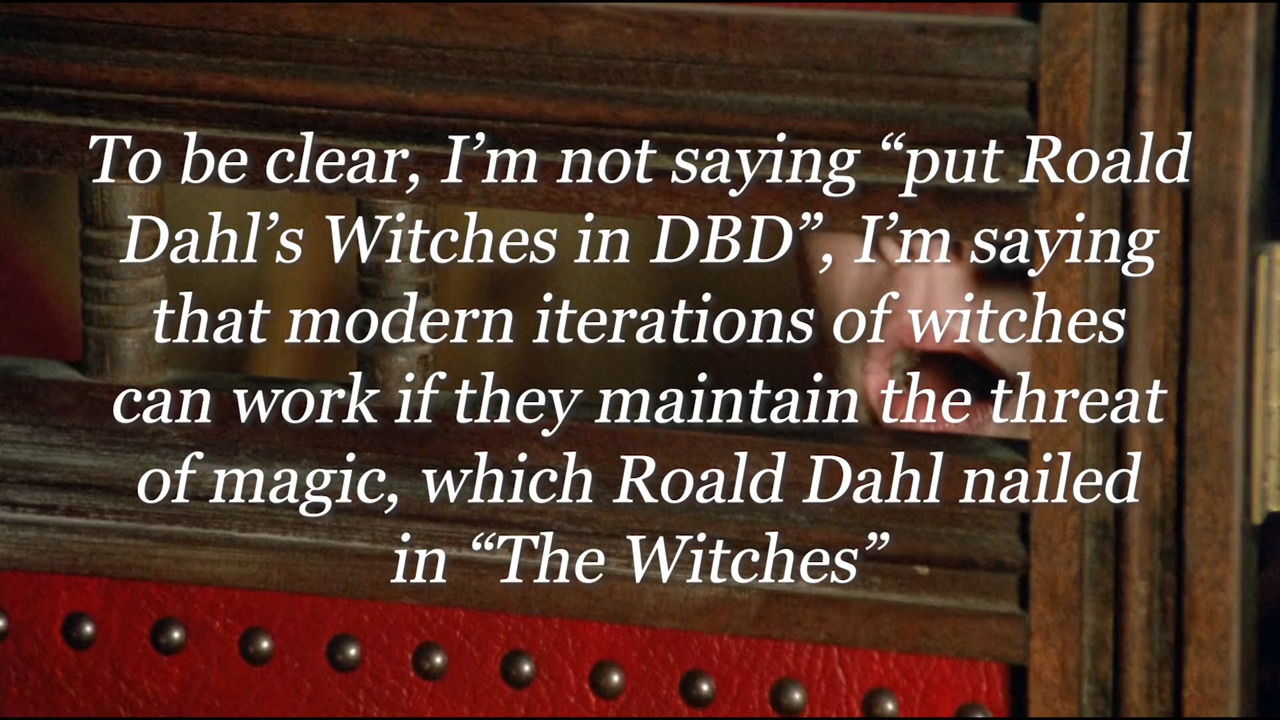 To be clear, I’m not saying “put Roald
Dahl’s Witches in DBD”, I’m saying
that modern iterations of witches
can work if they maintain the threat
of magic, which Roald Dahl nailed
in “The Witches”